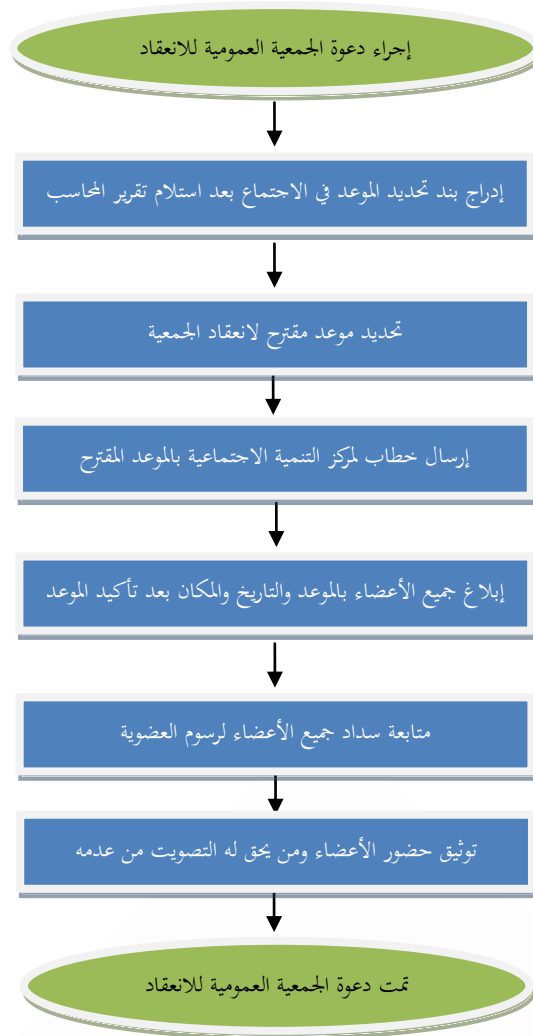 إجراء دعوة الجمعية العمومية للانعقاد
إدراج بند تحديد الموعد في الاجتماع بعد استلام تقرير المحاسب
تحديد موعد مقترح لانعقاد الجمعية
إرسال خطاب لمركز التنمية الاجتماعية بالموعد المقترح
إبلاغ جميع الأعضاء بالموعد والتاريخ والمكان بعد تأكيد الموعد
متابعة سداد جميع الأعضاء لرسوم العضوية
توثيق حضور الأعضاء ومن يحق له التصويت من عدمه
تمت دعوة الجمعية العمومية للانعقاد